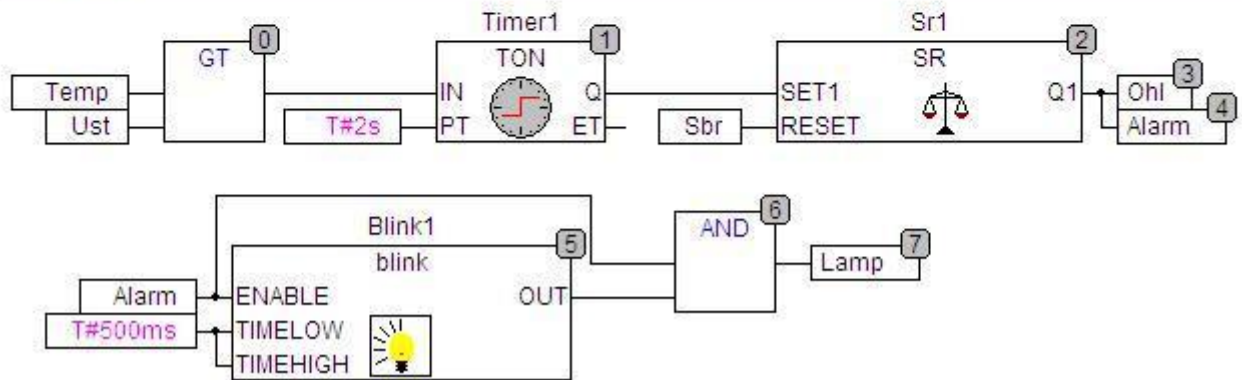 Timer1
Sr1
0
1
2
GT
TON
SR
3
Temp
IN
Q
SET1
Q1
Ohl
4
Ust
T#2s
PT
ET
Sbr
RESET
Alarm
6
Blink1
AND
5
7
blink
Lamp
Alarm
ENABLE
OUT
T#500ms
TIMELOW
TIMEHIGH